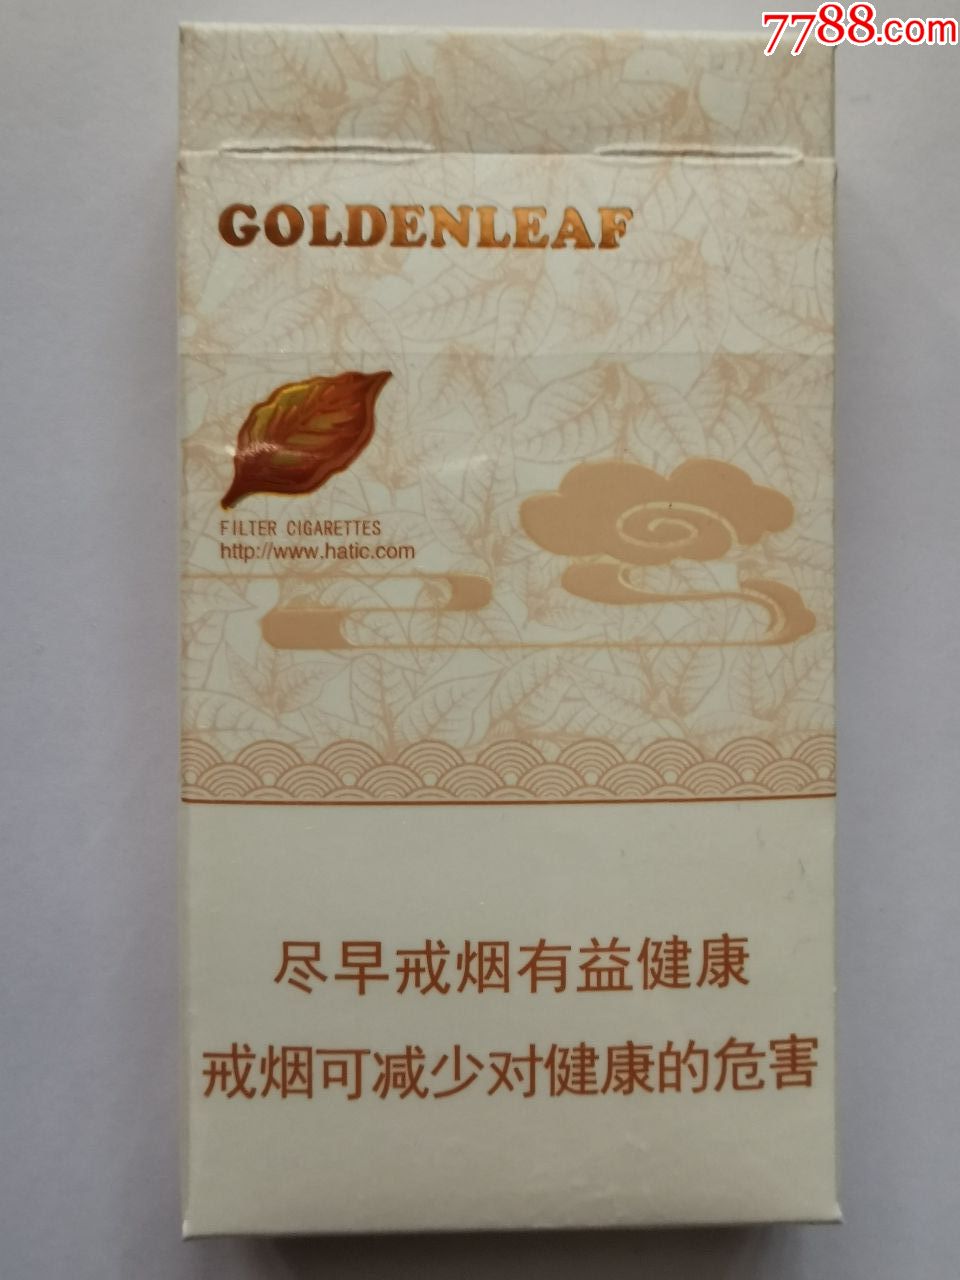 7788.com
GOLDENLEAF
FILTER CIGARETTES
http://www.hatic.com
尽早戒烟有益健康
戒烟可减少对健康的危害